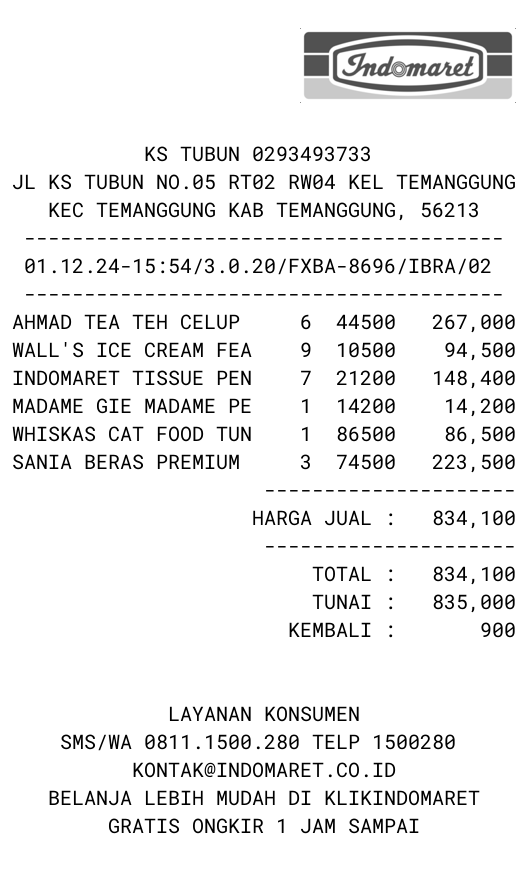 Indomaret
KS TUBUN 0293493733
JL KS TUBUN NO.05 RT02 RW04 KEL TEMANGGUNG
KEC TEMANGGUNG KAB TEMANGGUNG, 56213
----------------------------------------
01.12.24-15:54/3.0.20/FXBA-8696/IBRA/02
----------------------------------------
AHMAD TEA TEH CELUP 6 44500 267,000
WALL'S ICE CREAM FEA 9 10500 94,500
INDOMARET TISSUE PEN 7 21200 148,400
MADAME GIE MADAME PE 1 14200 14,200
WHISKAS CAT FOOD TUN 1 86500 86,500
SANIA BERAS PREMIUM 3 74500 223,500
---------------------
HARGA JUAL : 834,100
---------------------
TOTAL : 834,100
TUNAI : 835,000
KEMBALI : 900
LAYANAN KONSUMEN
SMS/WA 0811.1500.280 TELP 1500280
KONTAK@INDOMARET.CO.ID
BELANJA LEBIH MUDAH DI KLIKINDOMARET
GRATIS ONGKIR 1 JAM SAMPAI